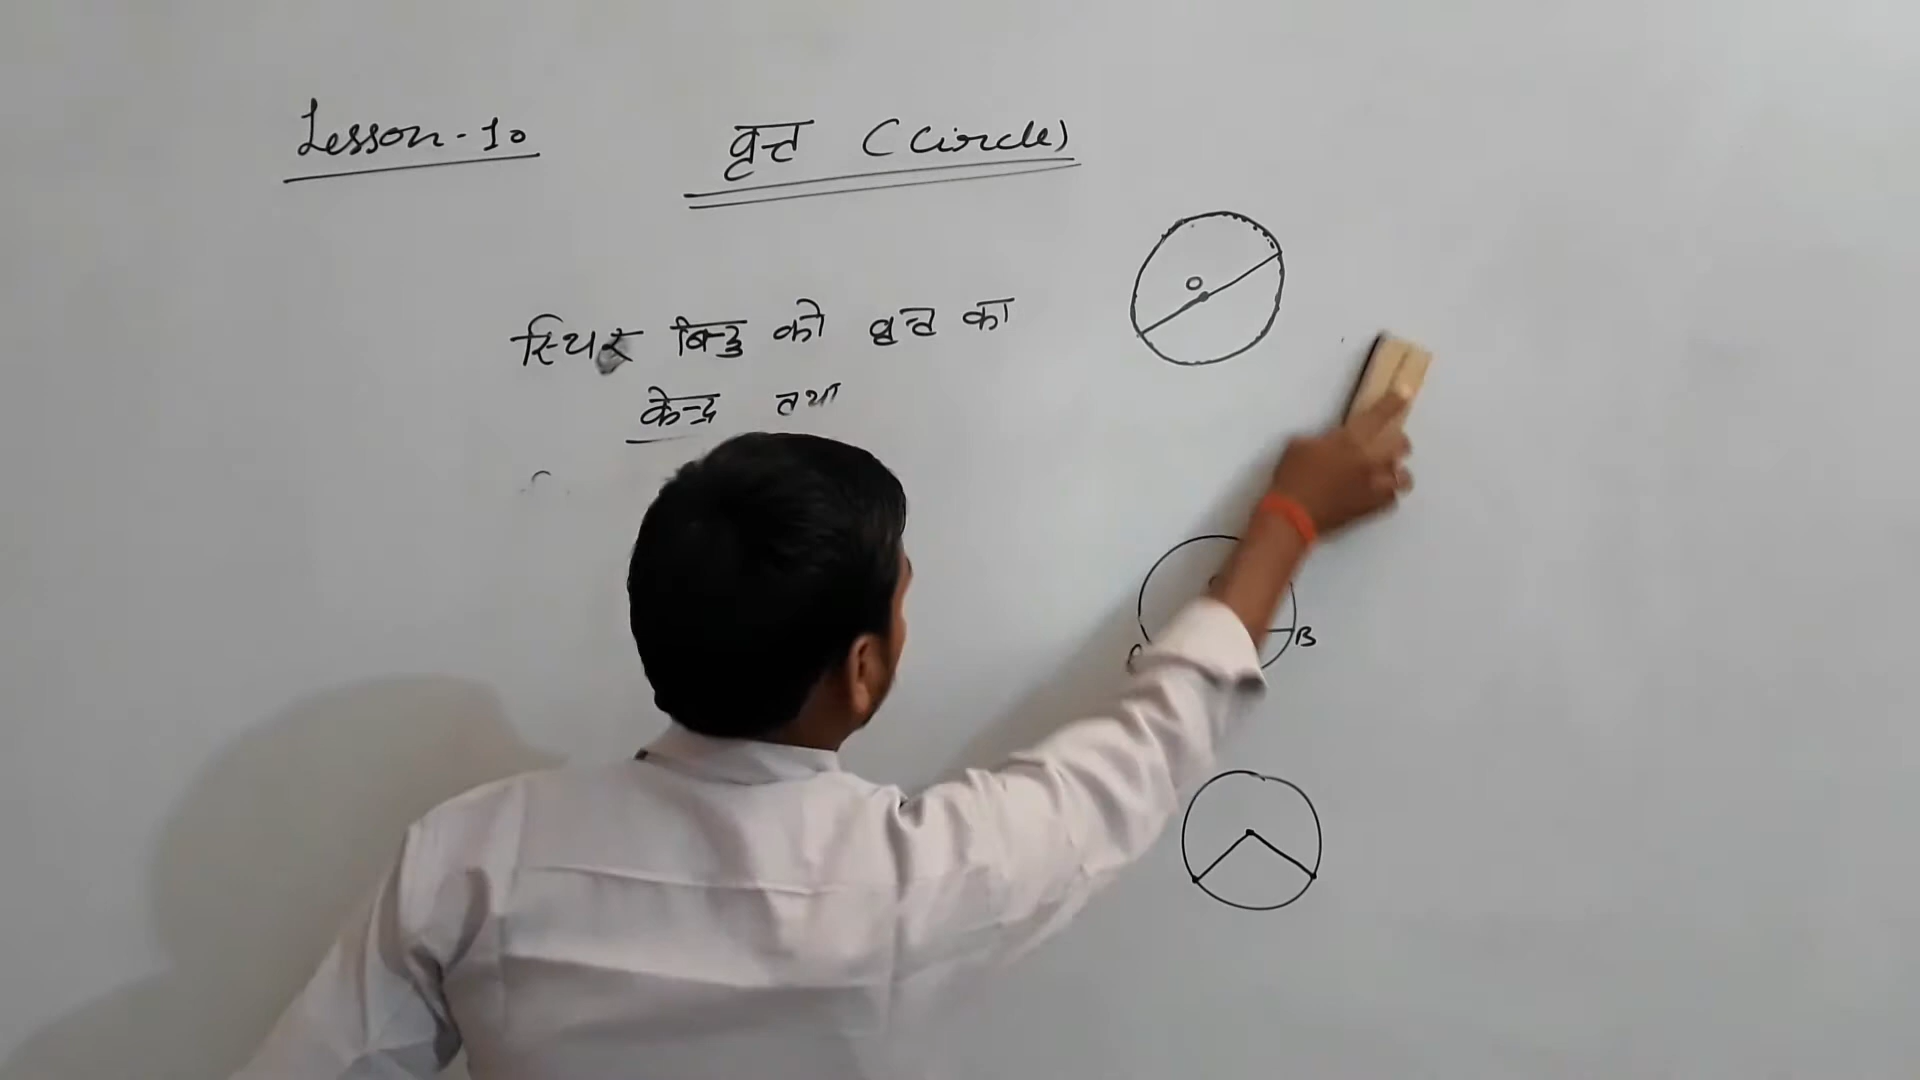 Lesson-10
वृत्त (Circle)
स्थिर बिन्दु को वृत्त का
केन्द्र तथा
O
B